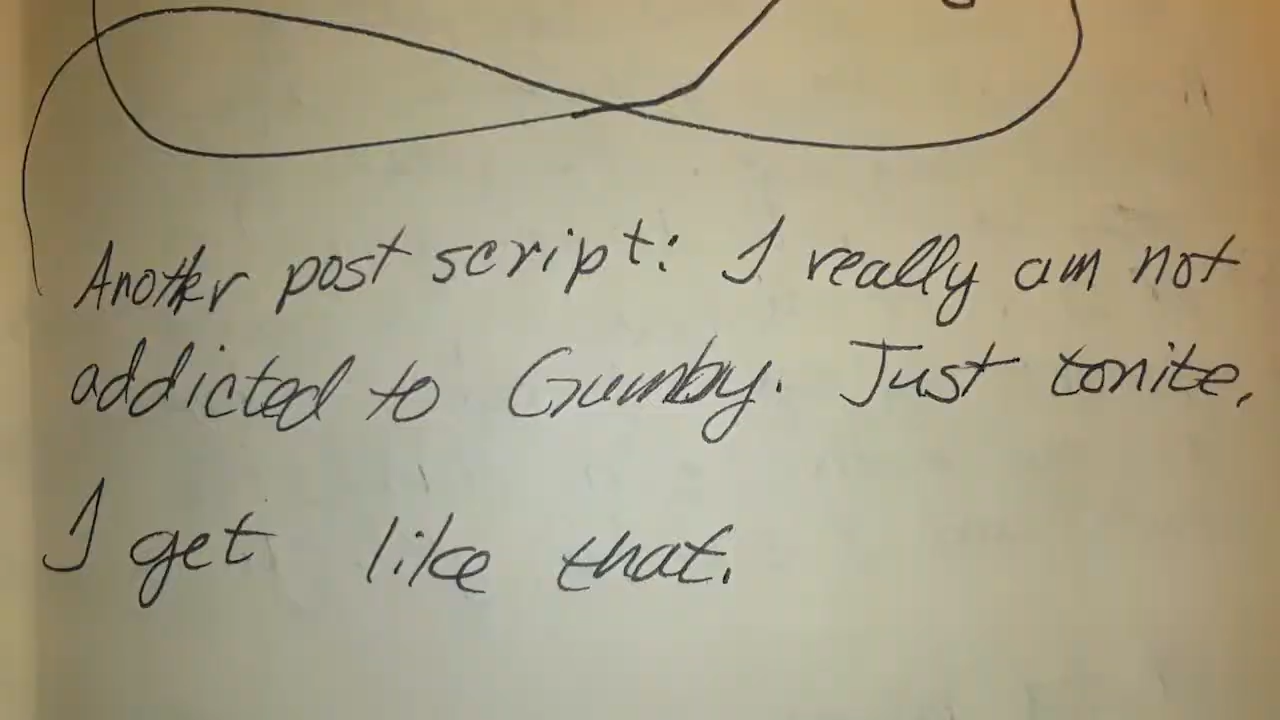 Another post script: I really am not
addicted to Gumby. Just tonite.
I get like that.